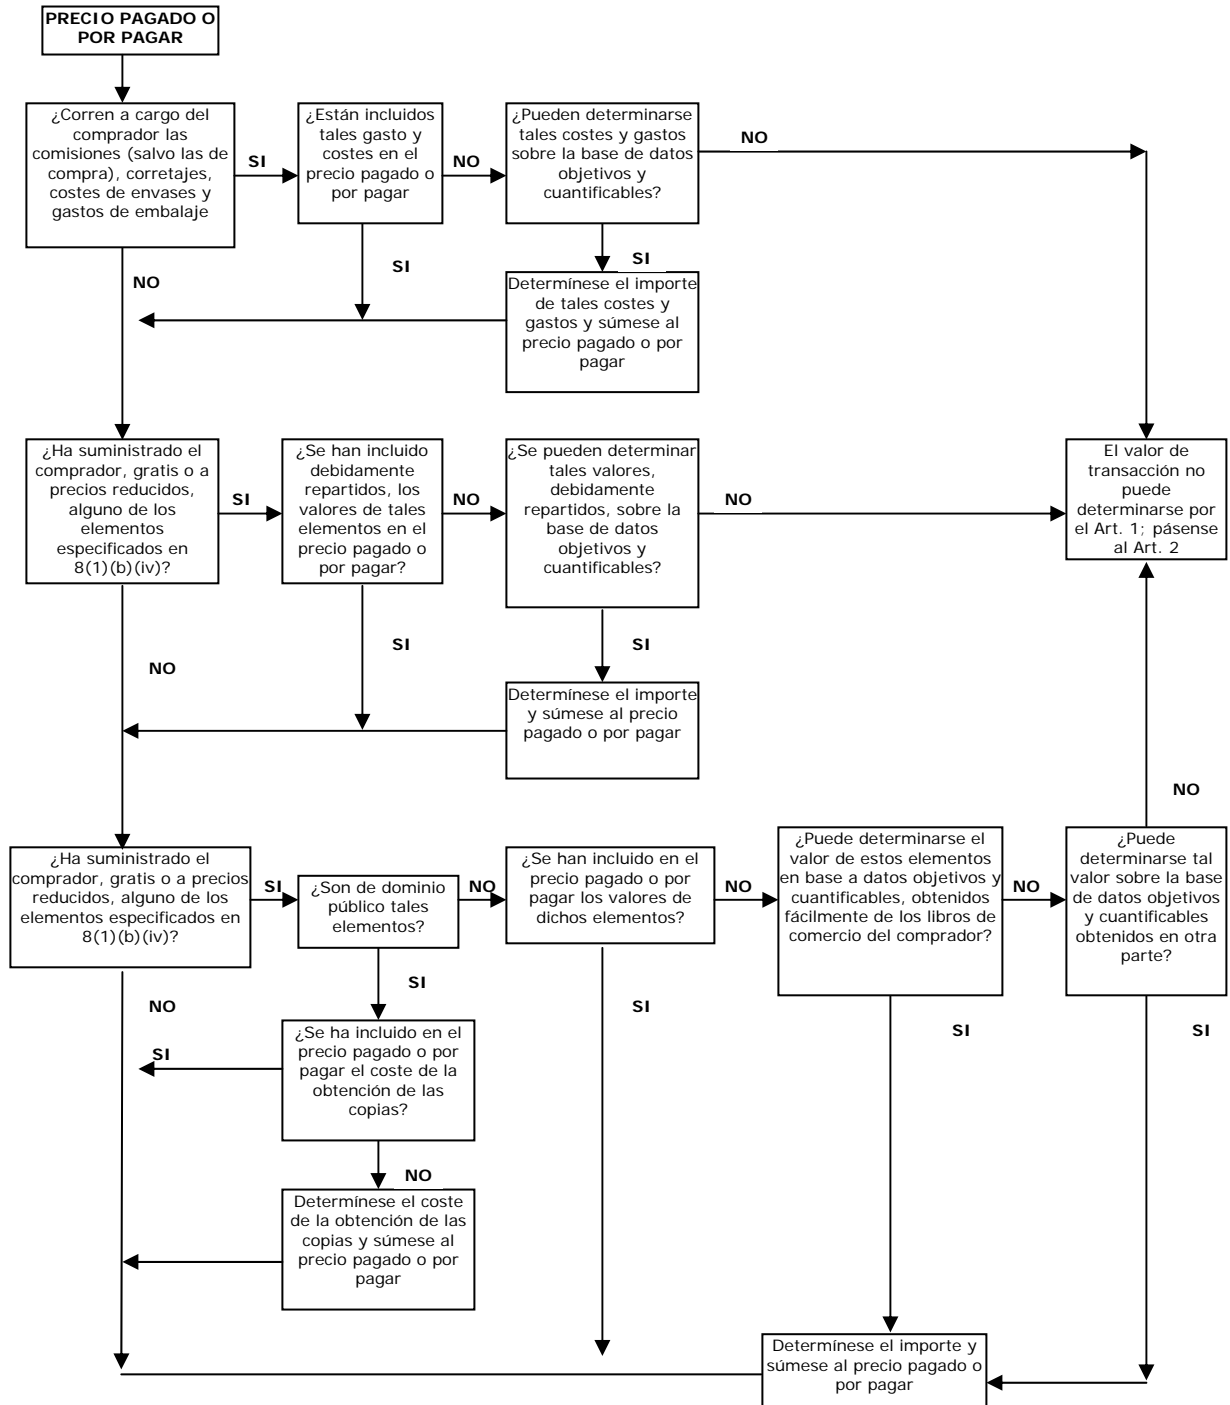 PRECIO PAGADO O
POR PAGAR
¿Corren a cargo del
comprador las
comisiones (salvo las de
compra), corretajes,
costes de envases y
gastos de embalaje
SI
¿Están incluidos
tales gasto y
costes en el
precio pagado o
por pagar
NO
¿Pueden determinarse
tales costes y gastos
sobre la base de datos
objetivos y
cuantificables?
NO
NO
SI
SI
Determínese el importe
de tales costes y
gastos y súmese al
precio pagado o por
pagar
¿Ha suministrado el
comprador, gratis o a
precios reducidos,
alguno de los
elementos
especificados en
8(1)(b)(iv)?
SI
¿Se han incluido
debidamente
repartidos, los
valores de tales
elementos en el
precio pagado o
por pagar?
NO
¿Se pueden determinar
tales valores,
debidamente
repartidos, sobre la
base de datos
objetivos y
cuantificables?
NO
El valor de
transacción no
puede
determinarse por
el Art. 1; pásense
al Art. 2
NO
SI
SI
Determínese el importe
y súmese al precio
pagado o por pagar
NO
¿Ha suministrado el
comprador, gratis o a precios
reducidos, alguno de los
elementos especificados en
8(1)(b)(iv)?
SI
¿Son de dominio
público tales
elementos?
NO
¿Se han incluido en el
precio pagado o por
pagar los valores de
dichos elementos?
NO
¿Puede determinarse el
valor de estos elementos
en base a datos objetivos y
cuantificables, obtenidos
fácilmente de los libros de
comercio del comprador?
NO
¿Puede
determinarse tal
valor sobre la base
de datos objetivos
y cuantificables
obtenidos en otra
parte?
NO
SI
SI
SI
SI
SI
¿Se ha incluido en el
precio pagado o por
pagar el coste de la
obtención de las
copias?
NO
Determínese el coste
de la obtención de las
copias y súmese al
precio pagado o por
pagar
Determínese el importe y
súmese al precio pagado o
por pagar